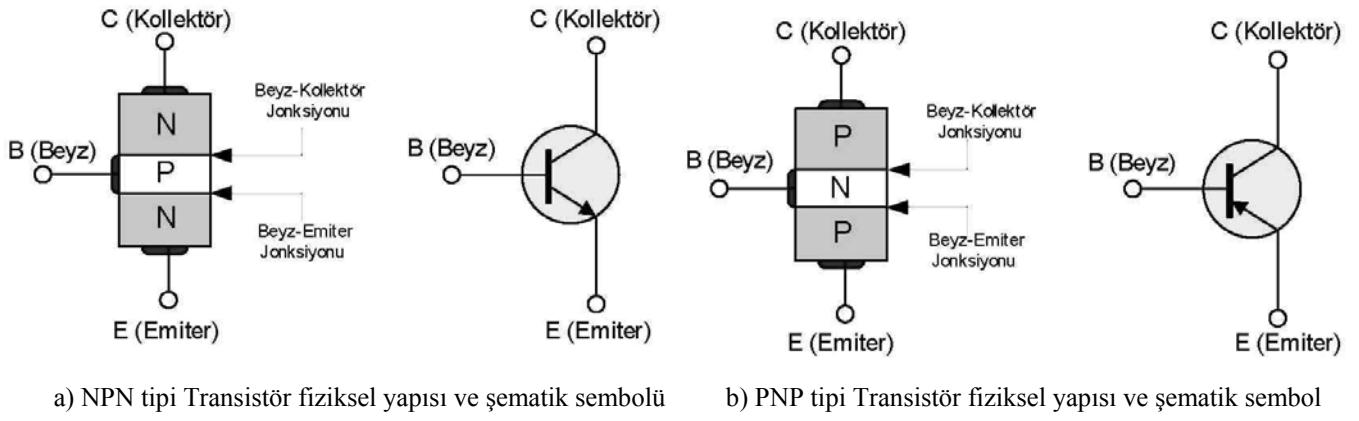 C (Kollektör)
N
P
N
B (Beyz)
Beyz-Kollektör
Jonksiyonu
Beyz-Emiter
Jonksiyonu
E (Emiter)
C (Kollektör)
B (Beyz)
E (Emiter)
C (Kollektör)
P
N
P
B (Beyz)
Beyz-Kollektör
Jonksiyonu
Beyz-Emiter
Jonksiyonu
E (Emiter)
C (Kollektör)
B (Beyz)
E (Emiter)
a) NPN tipi Transistör fiziksel yapısı ve şematik sembolü
b) PNP tipi Transistör fiziksel yapısı ve şematik sembol